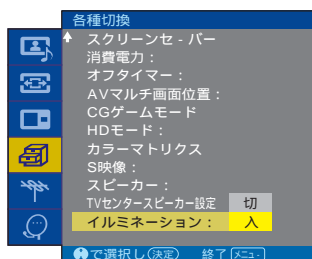 各種切換
スクリーンセ - バー
消費電力：
オフタイマー：
AVマルチ画面位置：
CGゲームモード
HDモード：
カラーマトリクス
S映像：
スピーカー：
TVセンタースピーカー設定 切
イルミネーション： 入
で選択し 決定 終了 メニュ-